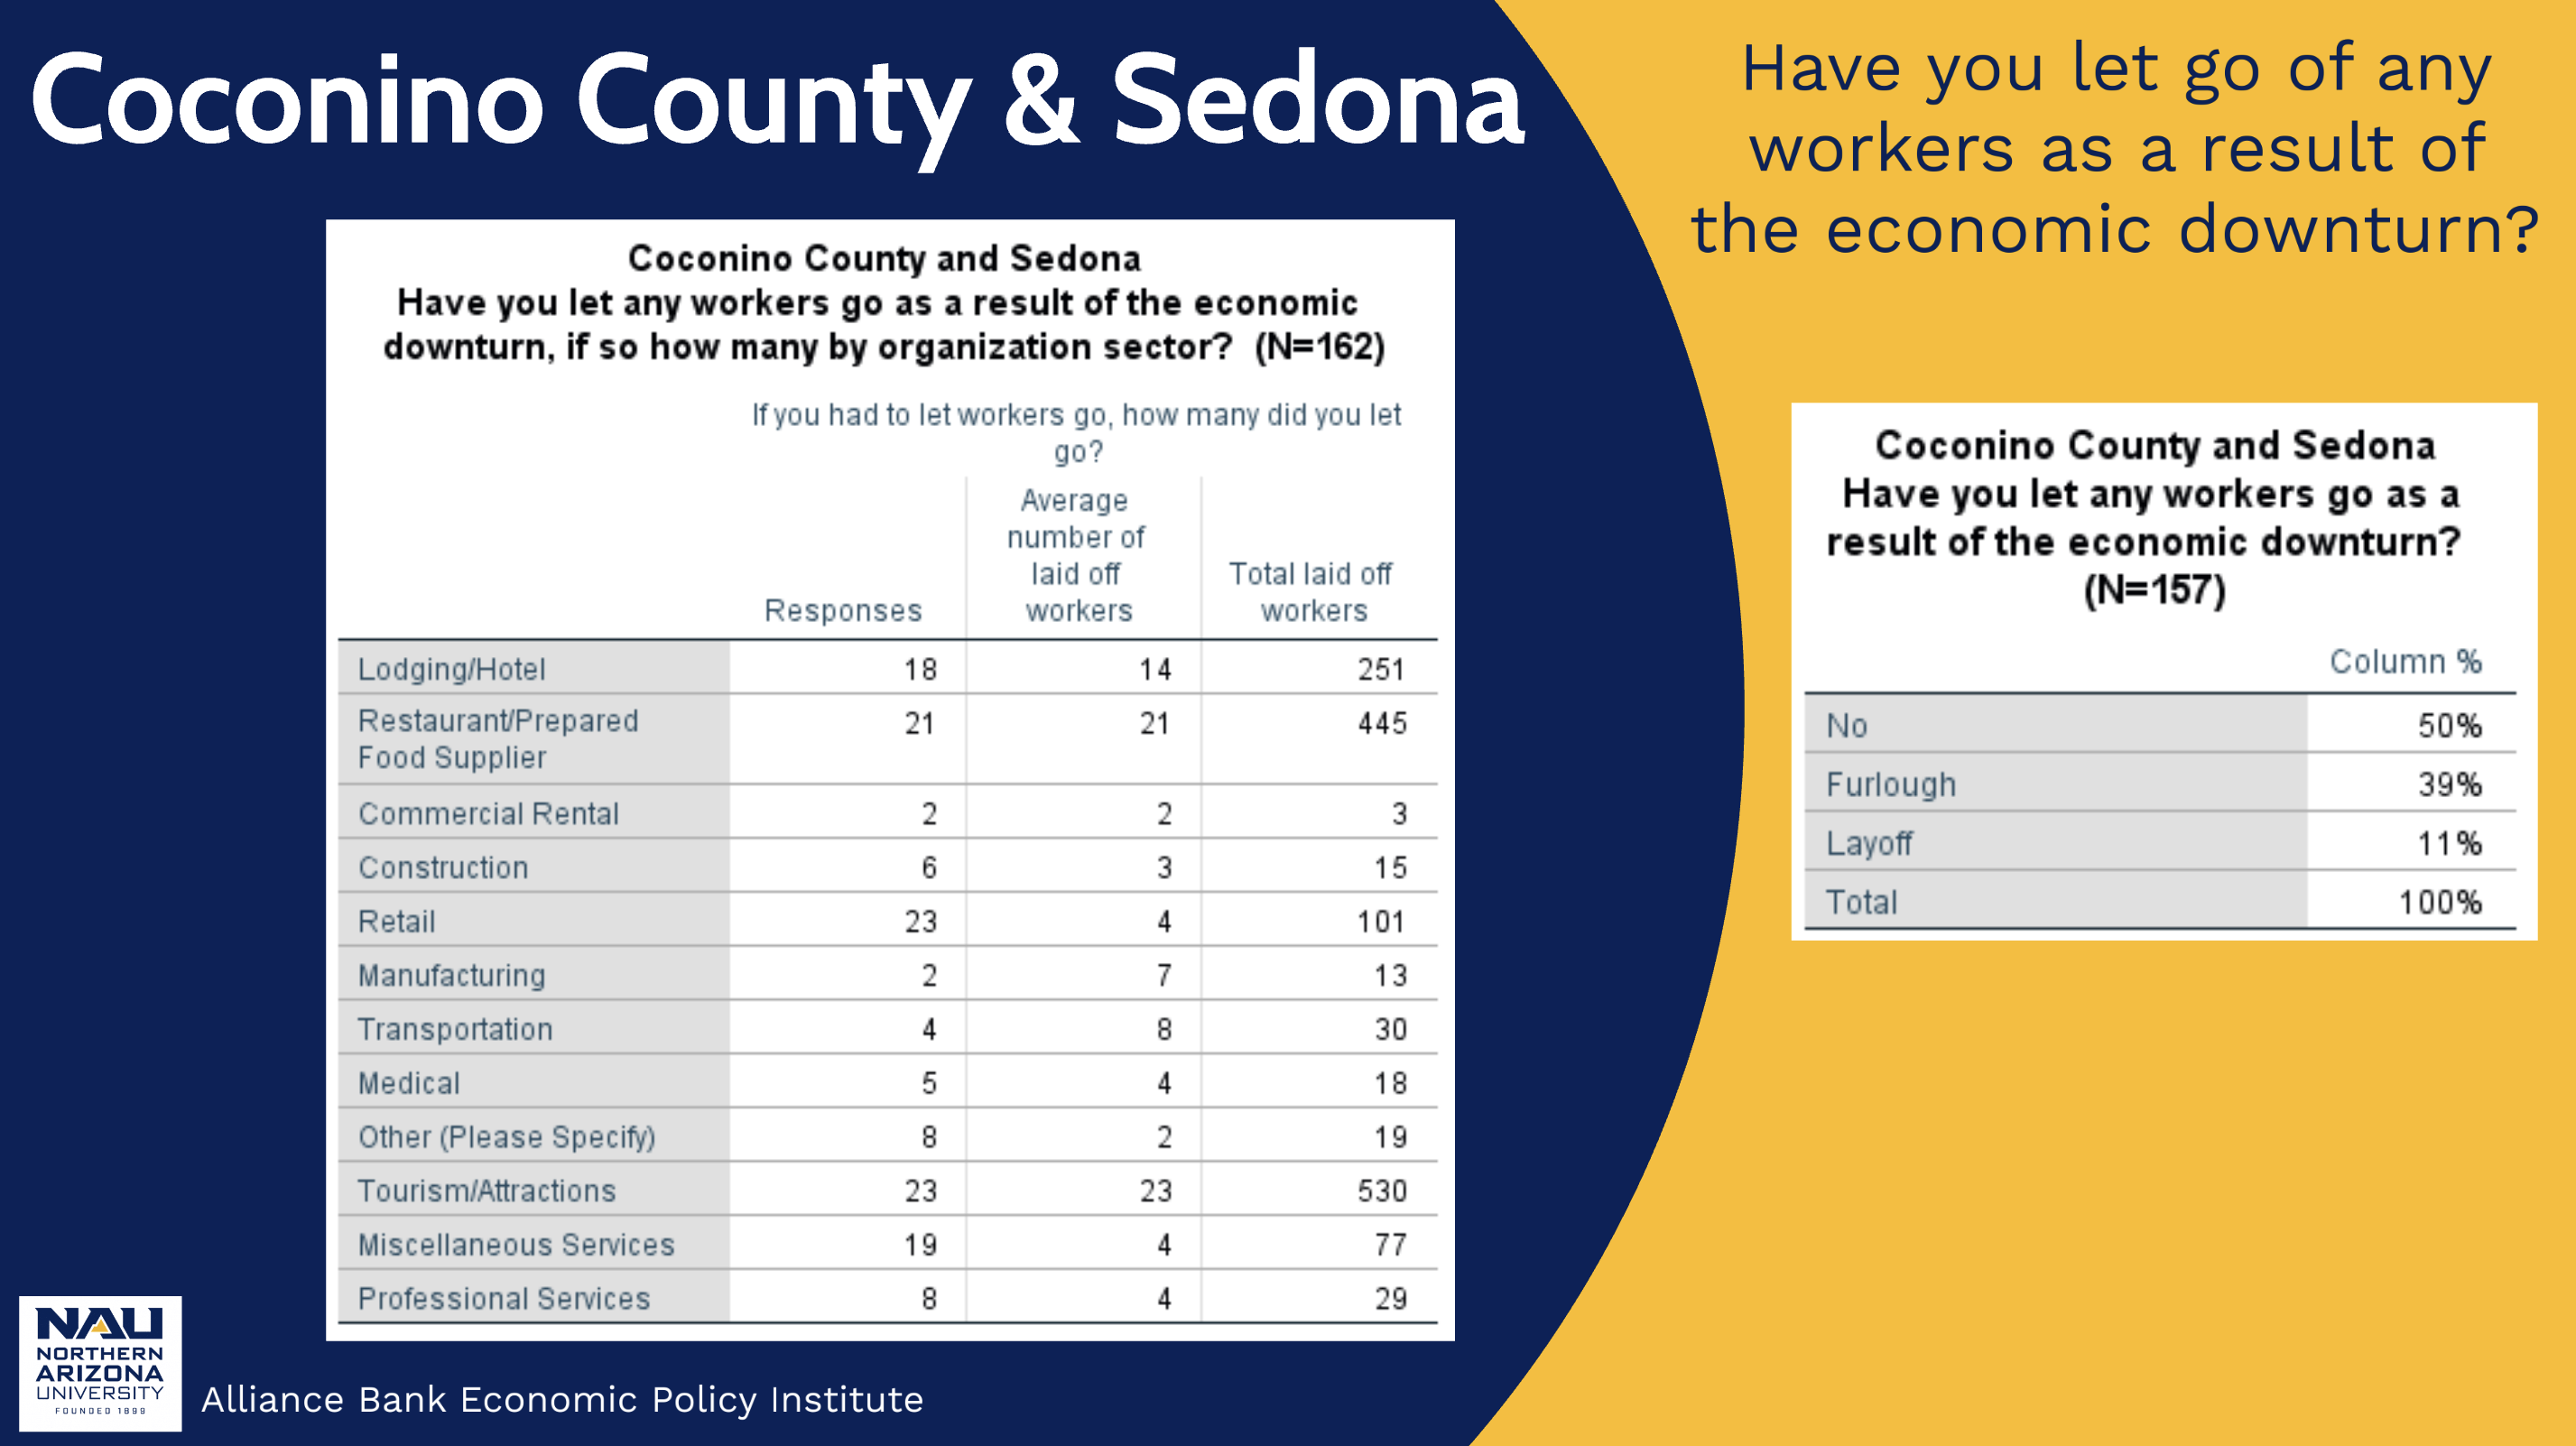 Coconino County & Sedona
Have you let go of any
workers as a result of
the economic downturn?
Coconino County and Sedona
Have you let any workers go as a result of the economic
downturn, if so how many by organization sector? (N=162)
If you had to let workers go, how many did you let
go?
Responses
Average
number of
laid off
workers
Total laid off
workers
Lodging/Hotel 18 14 251
Restaurant/Prepared
Food Supplier 21 21 445
Commercial Rental 2 2 3
Construction 6 3 15
Retail 23 4 101
Manufacturing 2 7 13
Transportation 4 8 30
Medical 5 4 18
Other (Please Specify) 8 2 19
Tourism/Attractions 23 23 530
Miscellaneous Services 19 4 77
Professional Services 8 4 29
Coconino County and Sedona
Have you let any workers go as a
result of the economic downturn?
(N=157)
Column %
No 50%
Furlough 39%
Layoff 11%
Total 100%
NAU
NORTHERN
ARIZONA
UNIVERSITY
FOUNDED 1899
Alliance Bank Economic Policy Institute